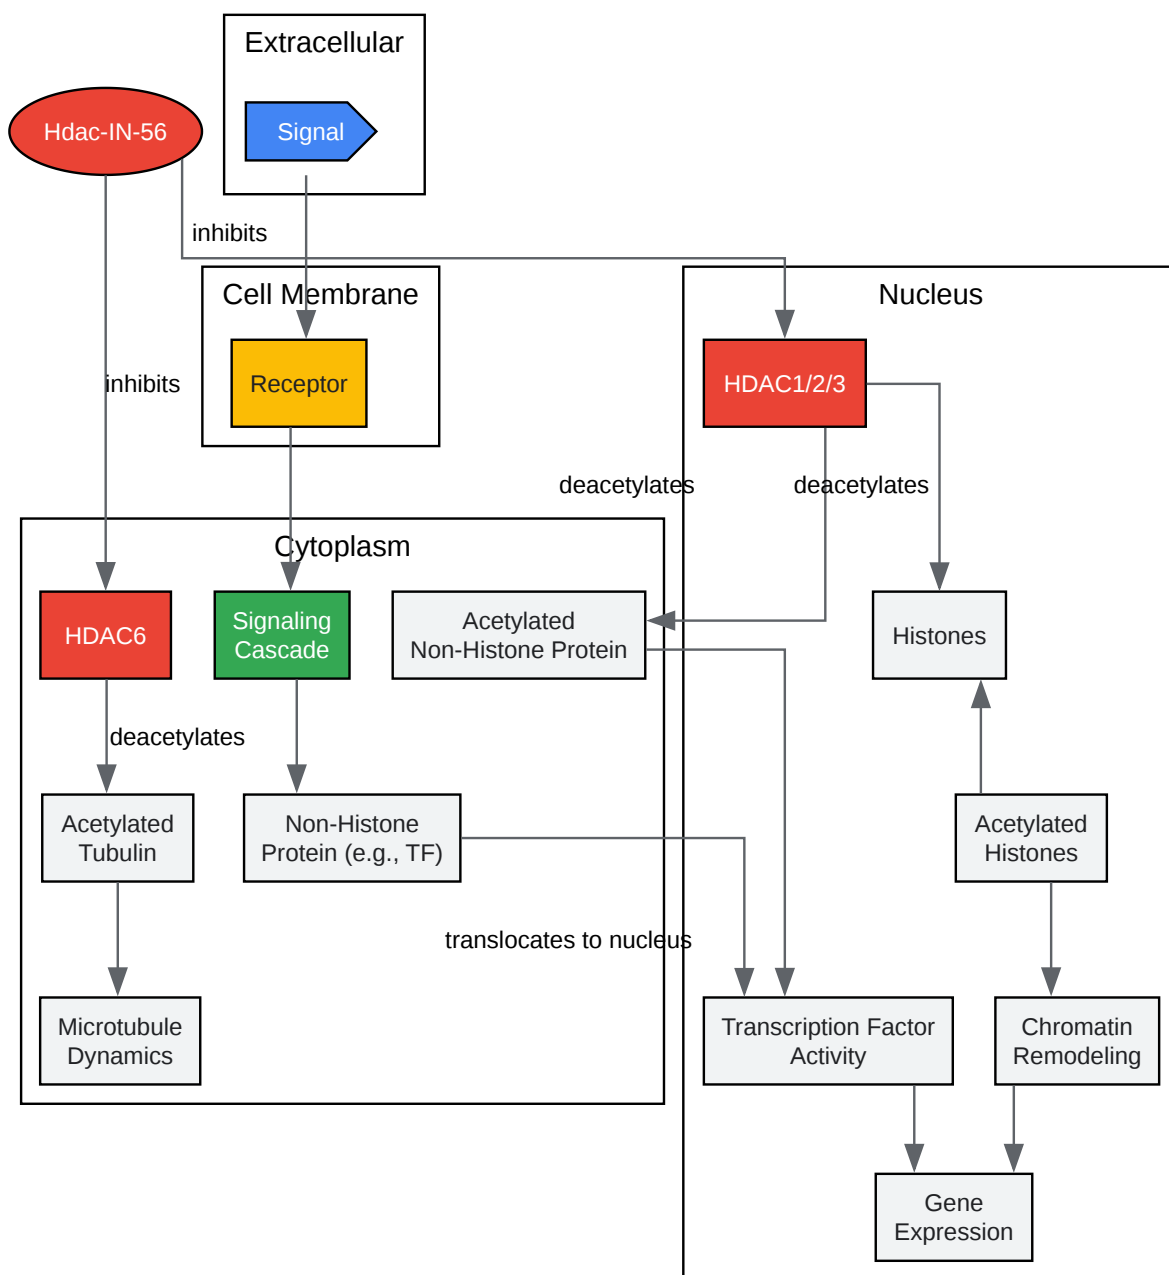 Extracellular
Hdac-IN-56
Signal
inhibits
Cell Membrane
Nucleus
inhibits
Receptor
HDAC1/2/3
deacetylates
deacetylates
Cytoplasm
HDAC6
Signaling
Cascade
Acetylated
Non-Histone Protein
Histones
deacetylates
Acetylated
Tubulin
Non-Histone
Protein (e.g., TF)
Acetylated
Histones
translocates to nucleus
Microtubule
Dynamics
Transcription Factor
Activity
Chromatin
Remodeling
Gene
Expression